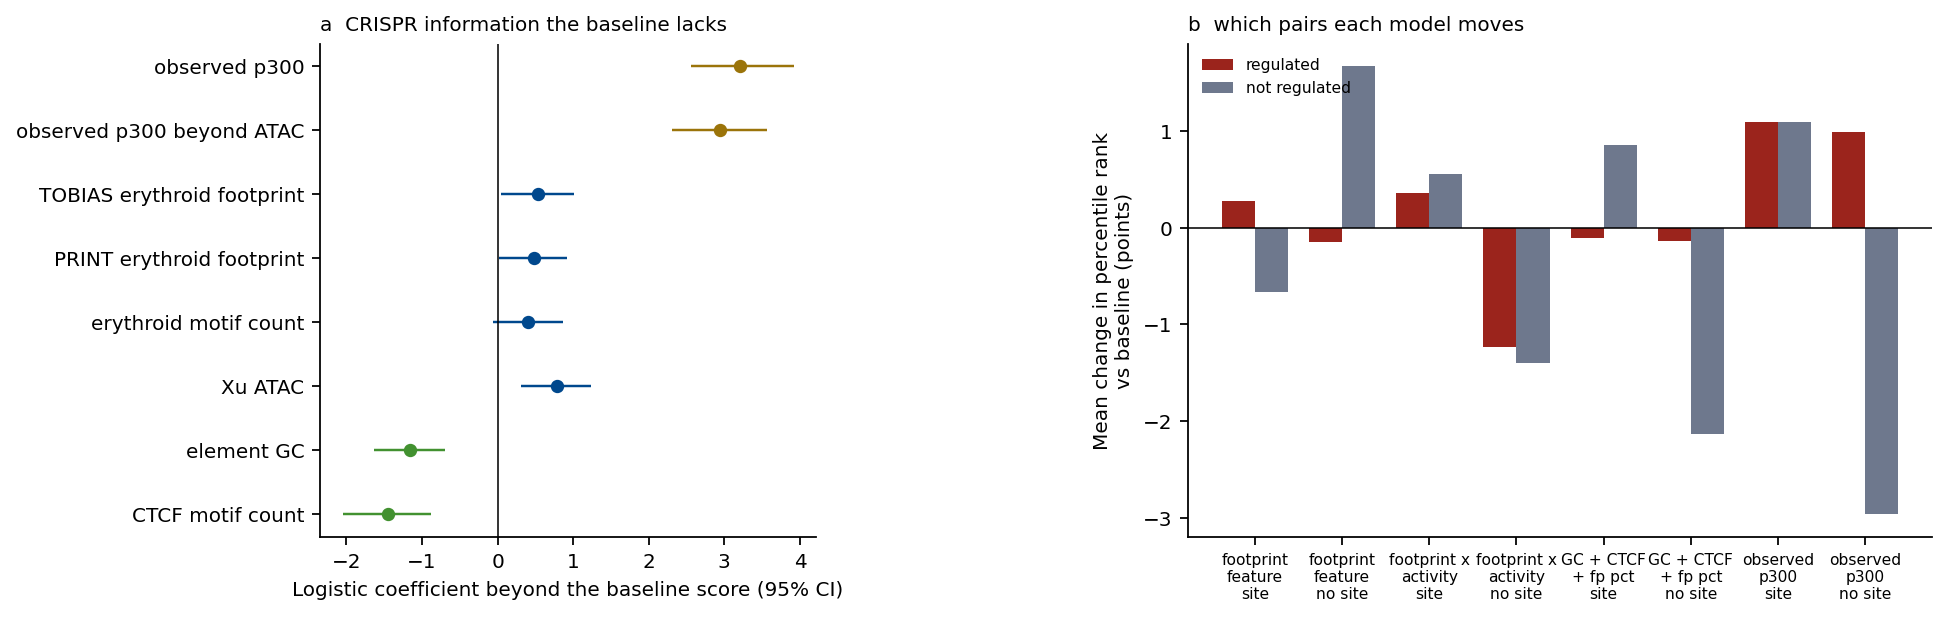 a  CRISPR information the baseline lacks
observed p300
observed p300 beyond ATAC
TOBIAS erythroid footprint
PRINT erythroid footprint
erythroid motif count
Xu ATAC
element GC
CTCF motif count
−2 −1 0 1 2 3 4
Logistic coefficient beyond the baseline score (95% CI)
b  which pairs each model moves
regulated
not regulated
Mean change in percentile rank
vs baseline (points)
1
0
−1
−2
−3
footprint
feature
site
footprint
feature
no site
footprint x
activity
site
footprint x
activity
no site
GC + CTCF
+ fp pct
site
GC + CTCF
+ fp pct
no site
observed
p300
site
observed
p300
no site